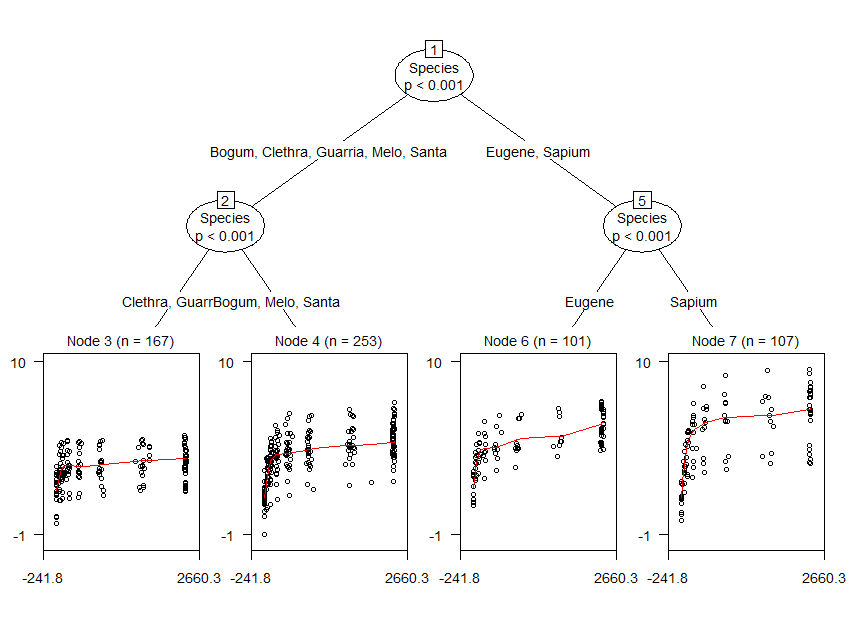 1
Species
p < 0.001
Bogum, Clethra, Guarria, Melo, Santa
Eugene, Sapium
2
Species
p < 0.001
5
Species
p < 0.001
Clethra, GuarrBogum, Melo, Santa
Eugene
Sapium
Node 3 (n = 167)
Node 4 (n = 253)
Node 6 (n = 101)
Node 7 (n = 107)
10
10
10
10
-1
-1
-1
-1
-241.8
2660.3
-241.8
2660.3
-241.8
2660.3
-241.8
2660.3